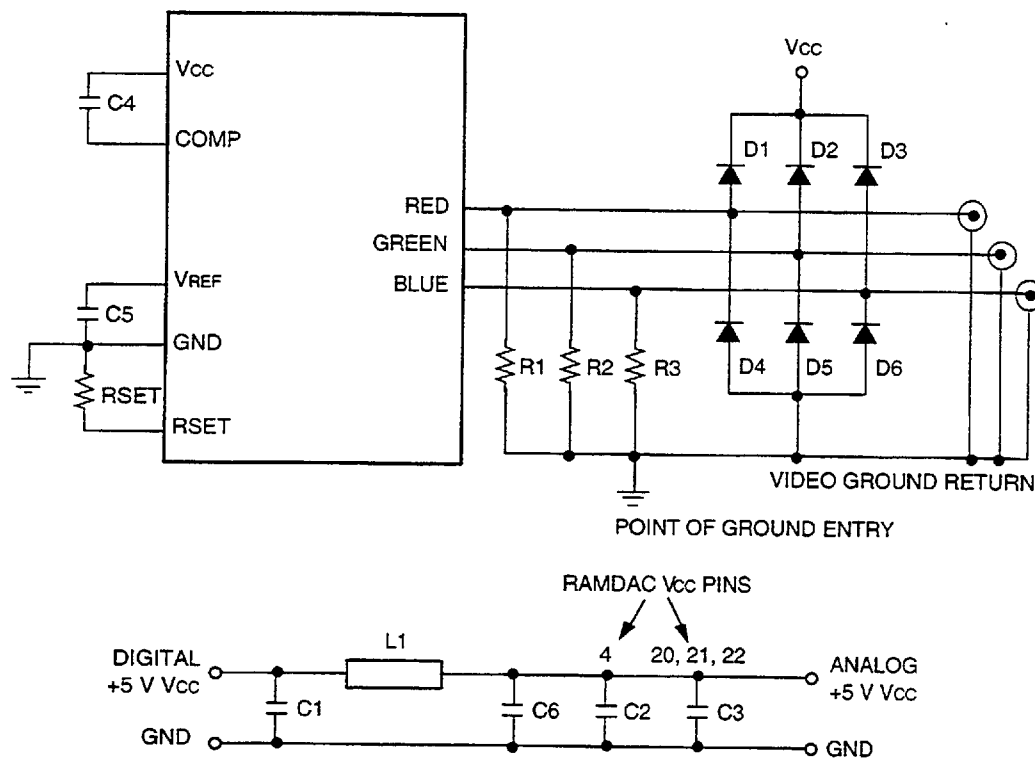 Vcc
Vcc
C4
COMP
D1
D2
D3
RED
GREEN
BLUE
VREF
C5
GND
RSET
RSET
R1
R2
R3
D4
D5
D6
VIDEO GROUND RETURN
POINT OF GROUND ENTRY
RAMDAC Vcc PINS
L1
4
20, 21, 22
DIGITAL
+5 V Vcc
ANALOG
+5 V Vcc
C1
C6
C2
C3
GND
GND